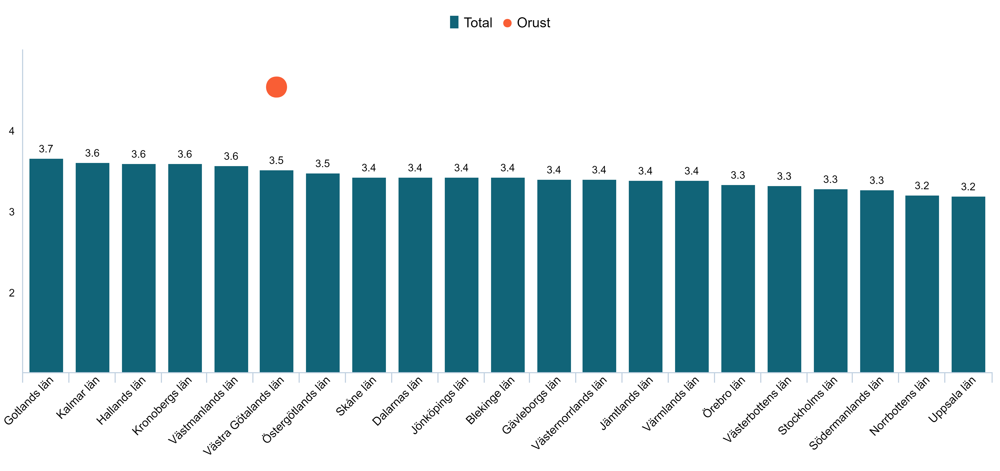 Total Orust
4
3
2
3.7 3.6 3.6 3.6 3.6 3.5 3.5 3.4 3.4 3.4 3.4 3.4 3.4 3.4 3.4 3.3 3.3 3.3 3.3 3.2 3.2
Gotlands län
Kalmar län
Hallands län
Kronobergs län
Västmanlands län
Västra Götalands län
Östergötlands län
Skåne län
Dalarnas län
Jönköpings län
Blekinge län
Gävleborgs län
Västernorrlands län
Jämtlands län
Värmlands län
Örebro län
Västerbottens län
Stockholms län
Södermanlands län
Norrbottens län
Uppsala län